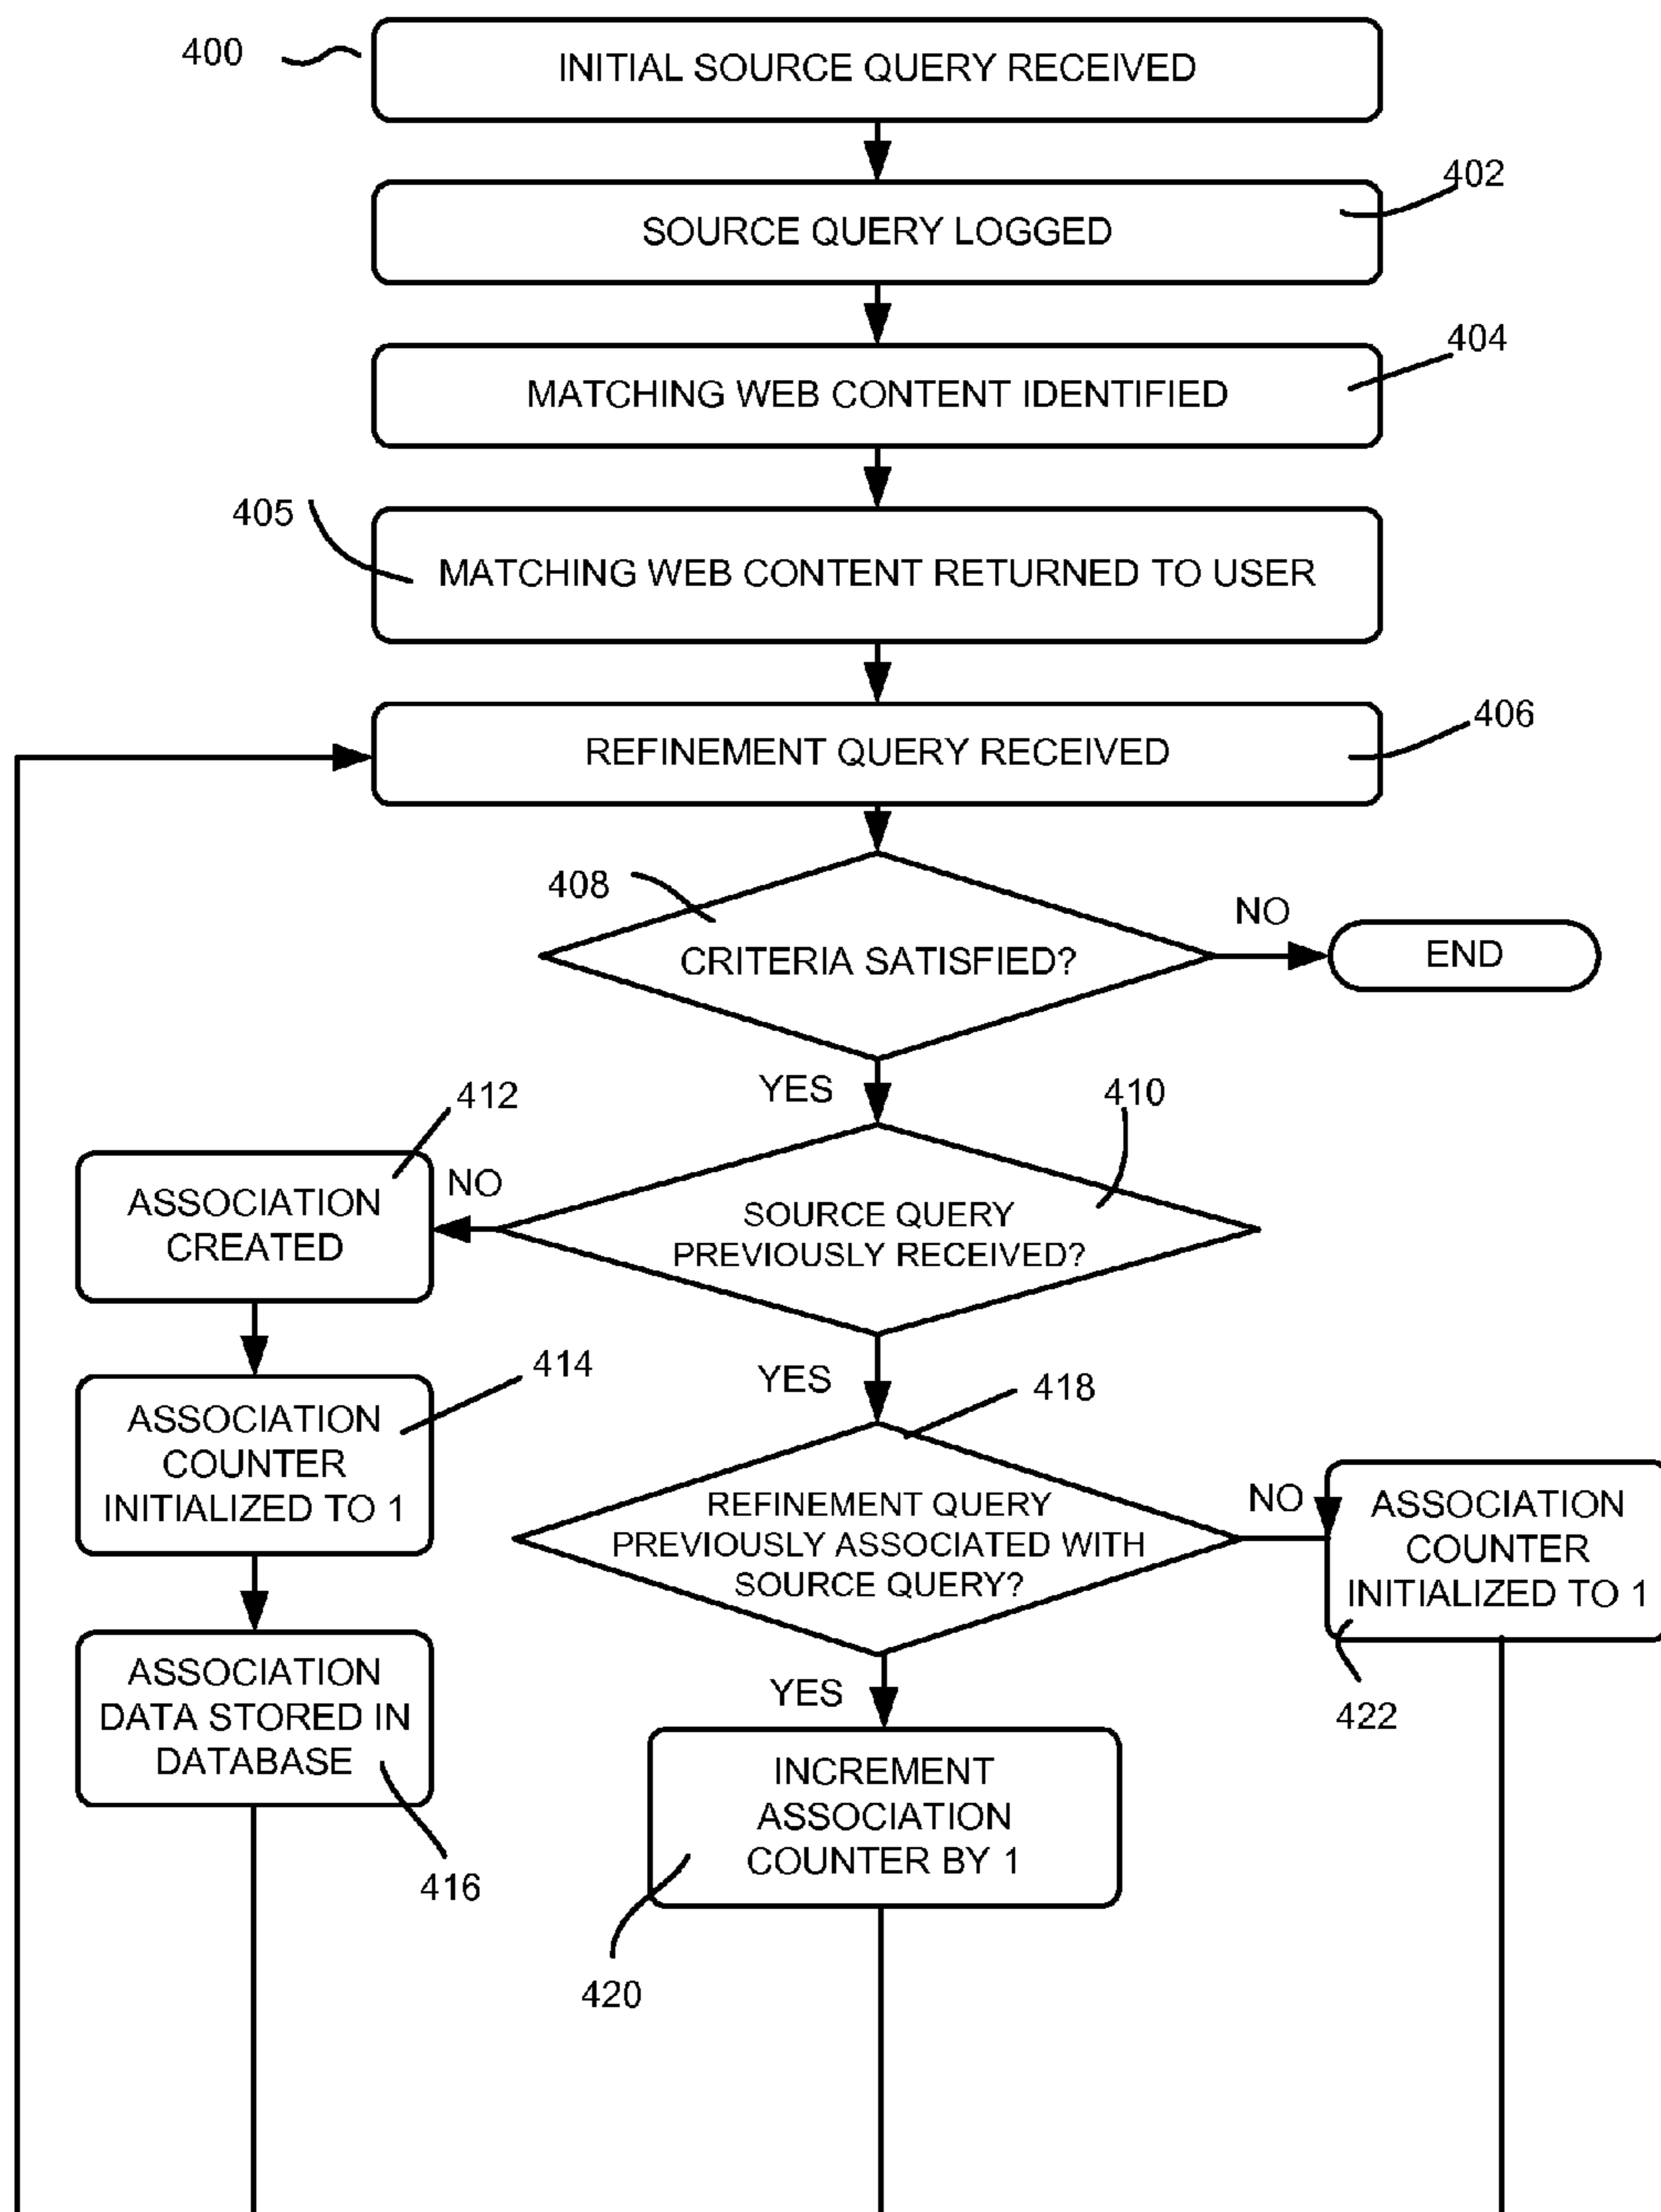 400
INITIAL SOURCE QUERY RECEIVED
402
SOURCE QUERY LOGGED
404
MATCHING WEB CONTENT IDENTIFIED
405
MATCHING WEB CONTENT RETURNED TO USER
406
REFINEMENT QUERY RECEIVED
408
CRITERIA SATISFIED?
NO
END
YES
410
SOURCE QUERY
PREVIOUSLY RECEIVED?
NO
412
ASSOCIATION
CREATED
414
ASSOCIATION
COUNTER
INITIALIZED TO 1
ASSOCIATION
DATA STORED IN
DATABASE
416
YES
418
REFINEMENT QUERY
PREVIOUSLY ASSOCIATED WITH
SOURCE QUERY?
NO
ASSOCIATION
COUNTER
INITIALIZED TO 1
422
YES
INCREMENT
ASSOCIATION
COUNTER BY 1
420